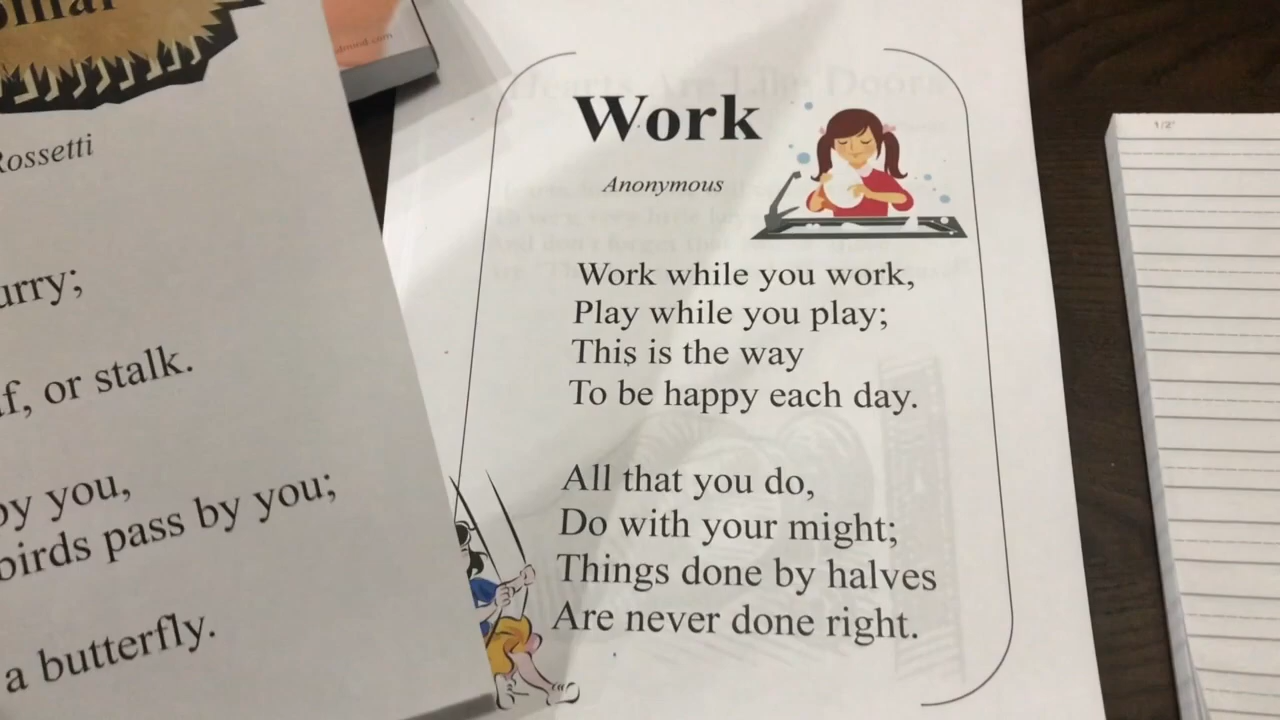 Rossetti
urry;
f, or stalk.
by you,
birds pass by you;
a butterfly.
Work
Anonymous
Work while you work,
Play while you play;
This is the way
To be happy each day.
All that you do,
Do with your might;
Things done by halves
Are never done right.
1/2"